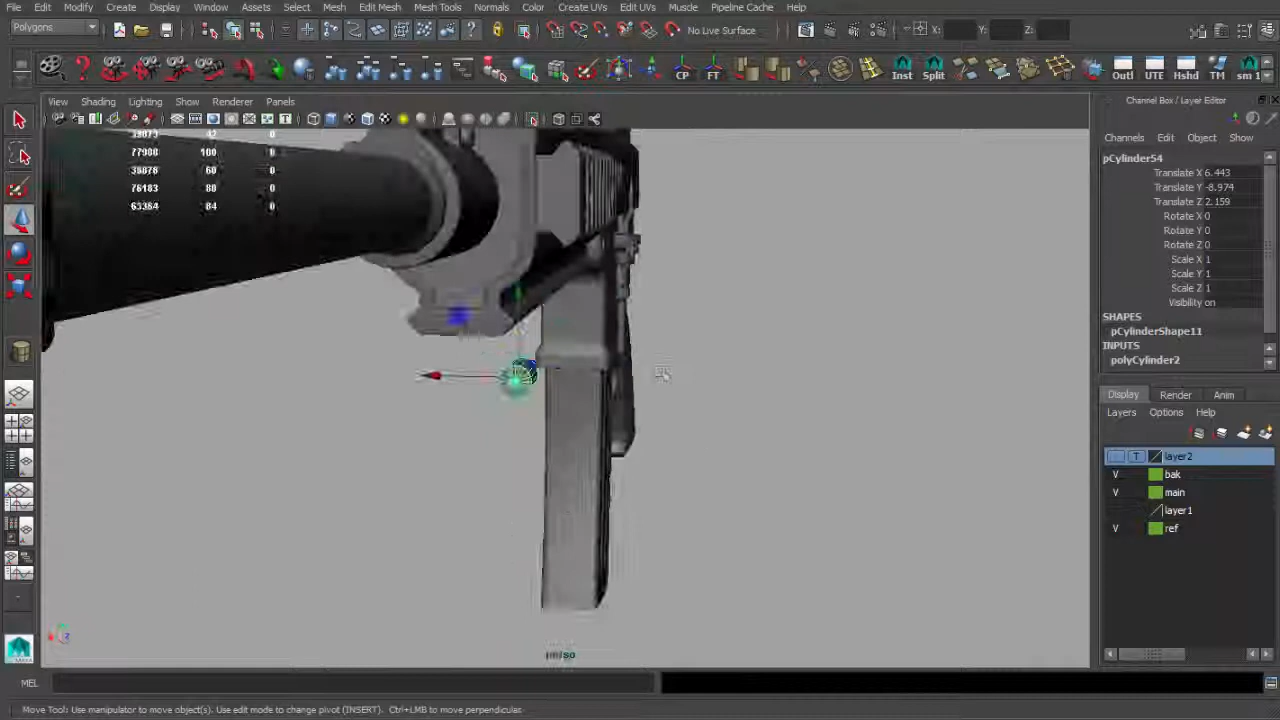 File Edit Modify Create Display Window Assets Select Mesh Edit Mesh Mesh Tools Normals Color Create UVs Edit UVs Muscle Pipeline Cache Help
Polygons No Live Surface X: Y: Z:
CP FT Inst Split Outl UTE Hshd TM sm 1
View Shading Lighting Show Renderer Panels
Channel Box / Layer Editor
Channels Edit Object Show
39073 42 0
77908 100 0
60 0
76183 80 0
63384 84 0
pCylinder54
Translate X 6.443
Translate Y -8.974
Translate Z 2.159
Rotate X 0
Rotate Y 0
Rotate Z 0
Scale X 1
Scale Y 1
Scale Z 1
Visibility on
SHAPES
pCylinderShape11
INPUTS
polyCylinder2
Display Render Anim
Layers Options Help
T layer2
V bak
V main
layer1
V ref
MEL
Move Tool: Use manipulator to move object(s). Use edit mode to change pivot (INSERT). Ctrl+LMB to move perpendicular.